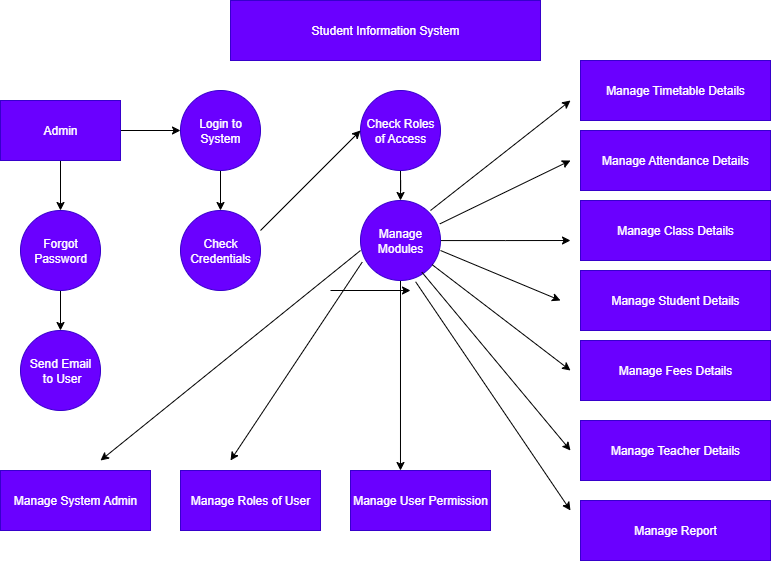 Student Information System
Admin
Login to
System
Check Roles
of Access
Manage Timetable Details
Manage Attendance Details
Forgot
Password
Check
Credentials
Manage
Modules
Manage Class Details
Manage Student Details
Send Email
to User
Manage Fees Details
Manage Teacher Details
Manage System Admin
Manage Roles of User
Manage User Permission
Manage Report